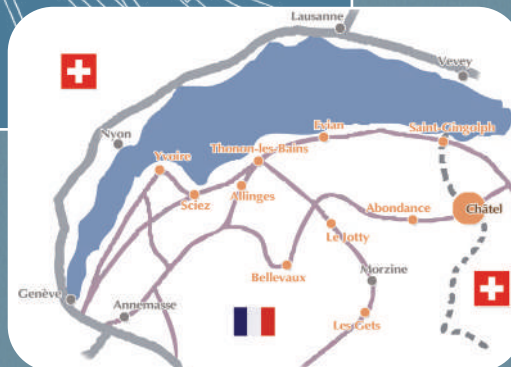 Lausanne
Vevey
Nyon
Evian
Saint-Gingolph
Thonon-les-Bains
Yvoire
Sciez
Allinges
Abondance
Châtel
Le Jotty
Bellevaux
Morzine
Genève
Annemasse
Les Gets